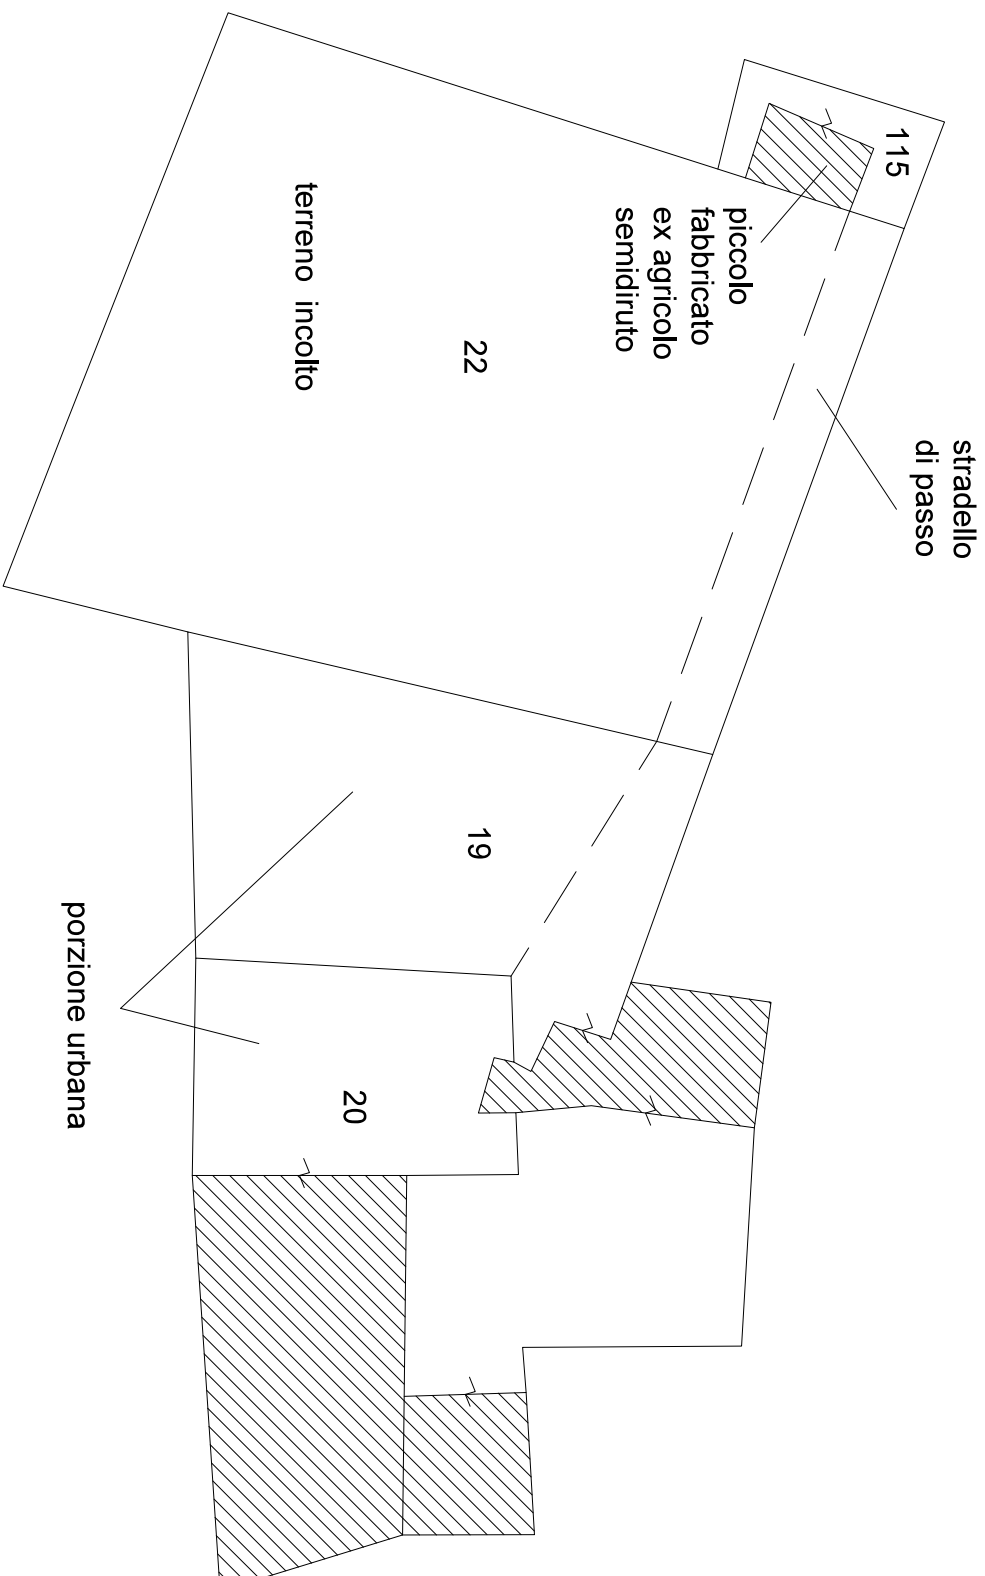 115
piccolo
fabbricato
ex agricolo
semidiruto
stradello
di passo
22
terreno incolto
19
20
porzione urbana